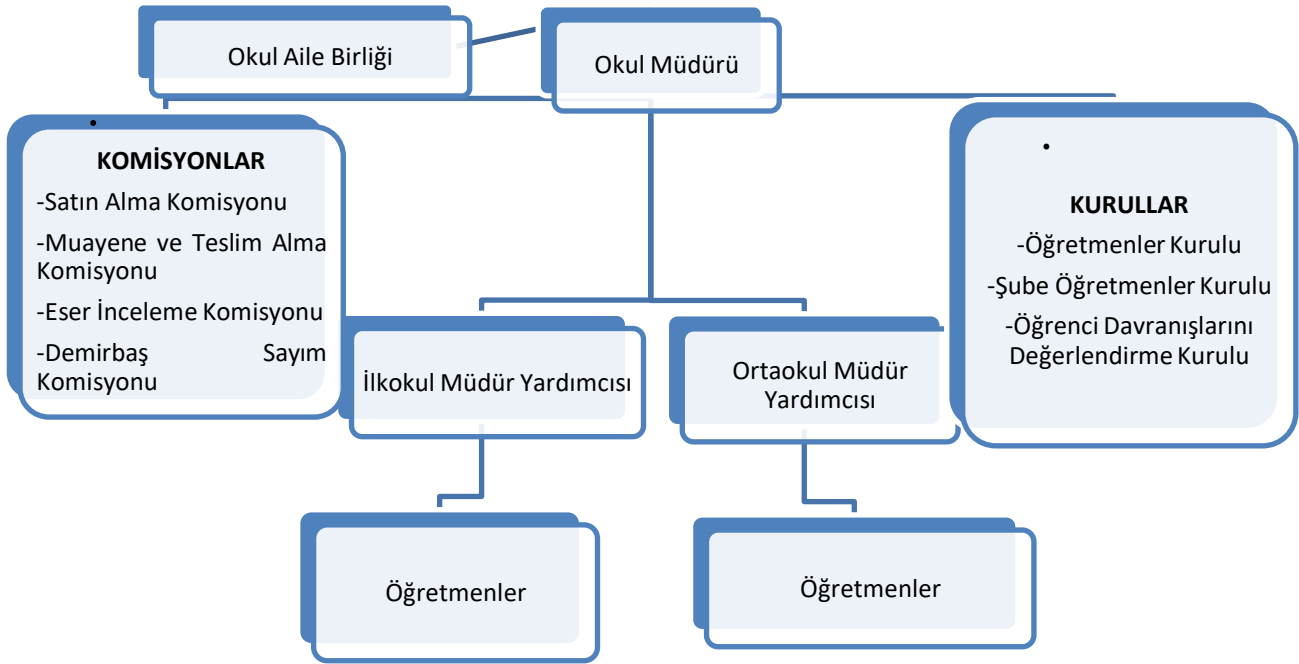 Okul Aile Birliği
Okul Müdürü
•
KOMİSYONLAR
-Satın Alma Komisyonu
-Muayene ve Teslim Alma
Komisyonu
-Eser İnceleme Komisyonu
-Demirbaş Sayım
Komisyonu
•
KURULLAR
-Öğretmenler Kurulu
-Şube Öğretmenler Kurulu
-Öğrenci Davranışlarını
Değerlendirme Kurulu
İlkokul Müdür Yardımcısı
Ortaokul Müdür
Yardımcısı
Öğretmenler
Öğretmenler